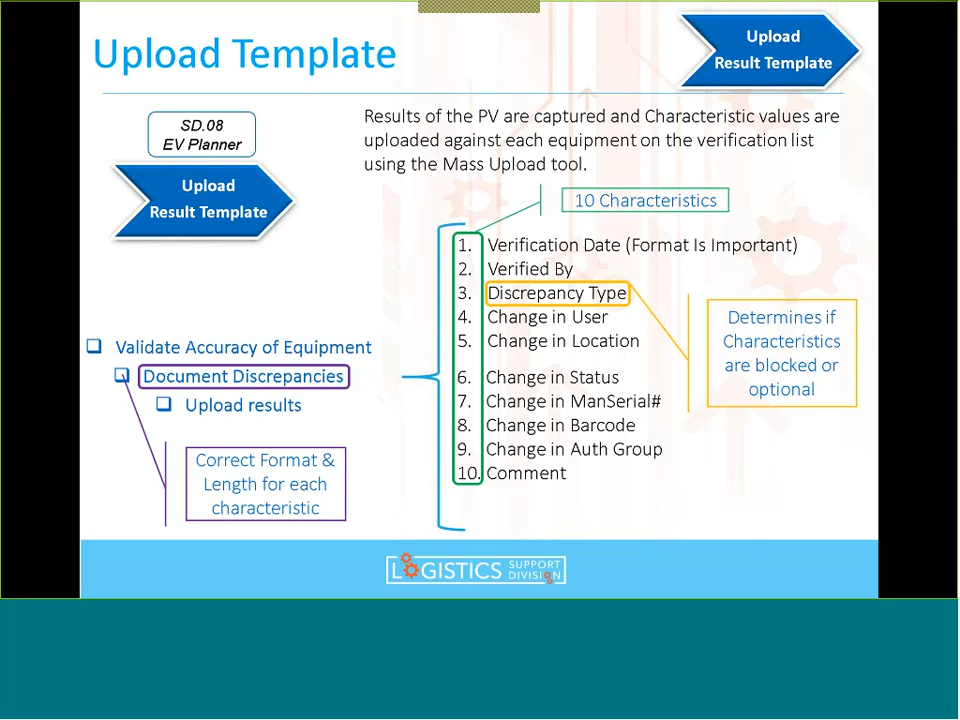 Upload Template
Upload
Result Template
SD.08
EV Planner
Upload
Result Template
Results of the PV are captured and Characteristic values are
uploaded against each equipment on the verification list
using the Mass Upload tool.
10 Characteristics
1. Verification Date (Format Is Important)
2. Verified By
3. Discrepancy Type
4. Change in User
5. Change in Location
6. Change in Status
7. Change in ManSerial#
8. Change in Barcode
9. Change in Auth Group
10. Comment
Determines if
Characteristics
are blocked or
optional
Validate Accuracy of Equipment
Document Discrepancies
Upload results
Correct Format &
Length for each
characteristic
LOGISTICS SUPPORT
DIVISION